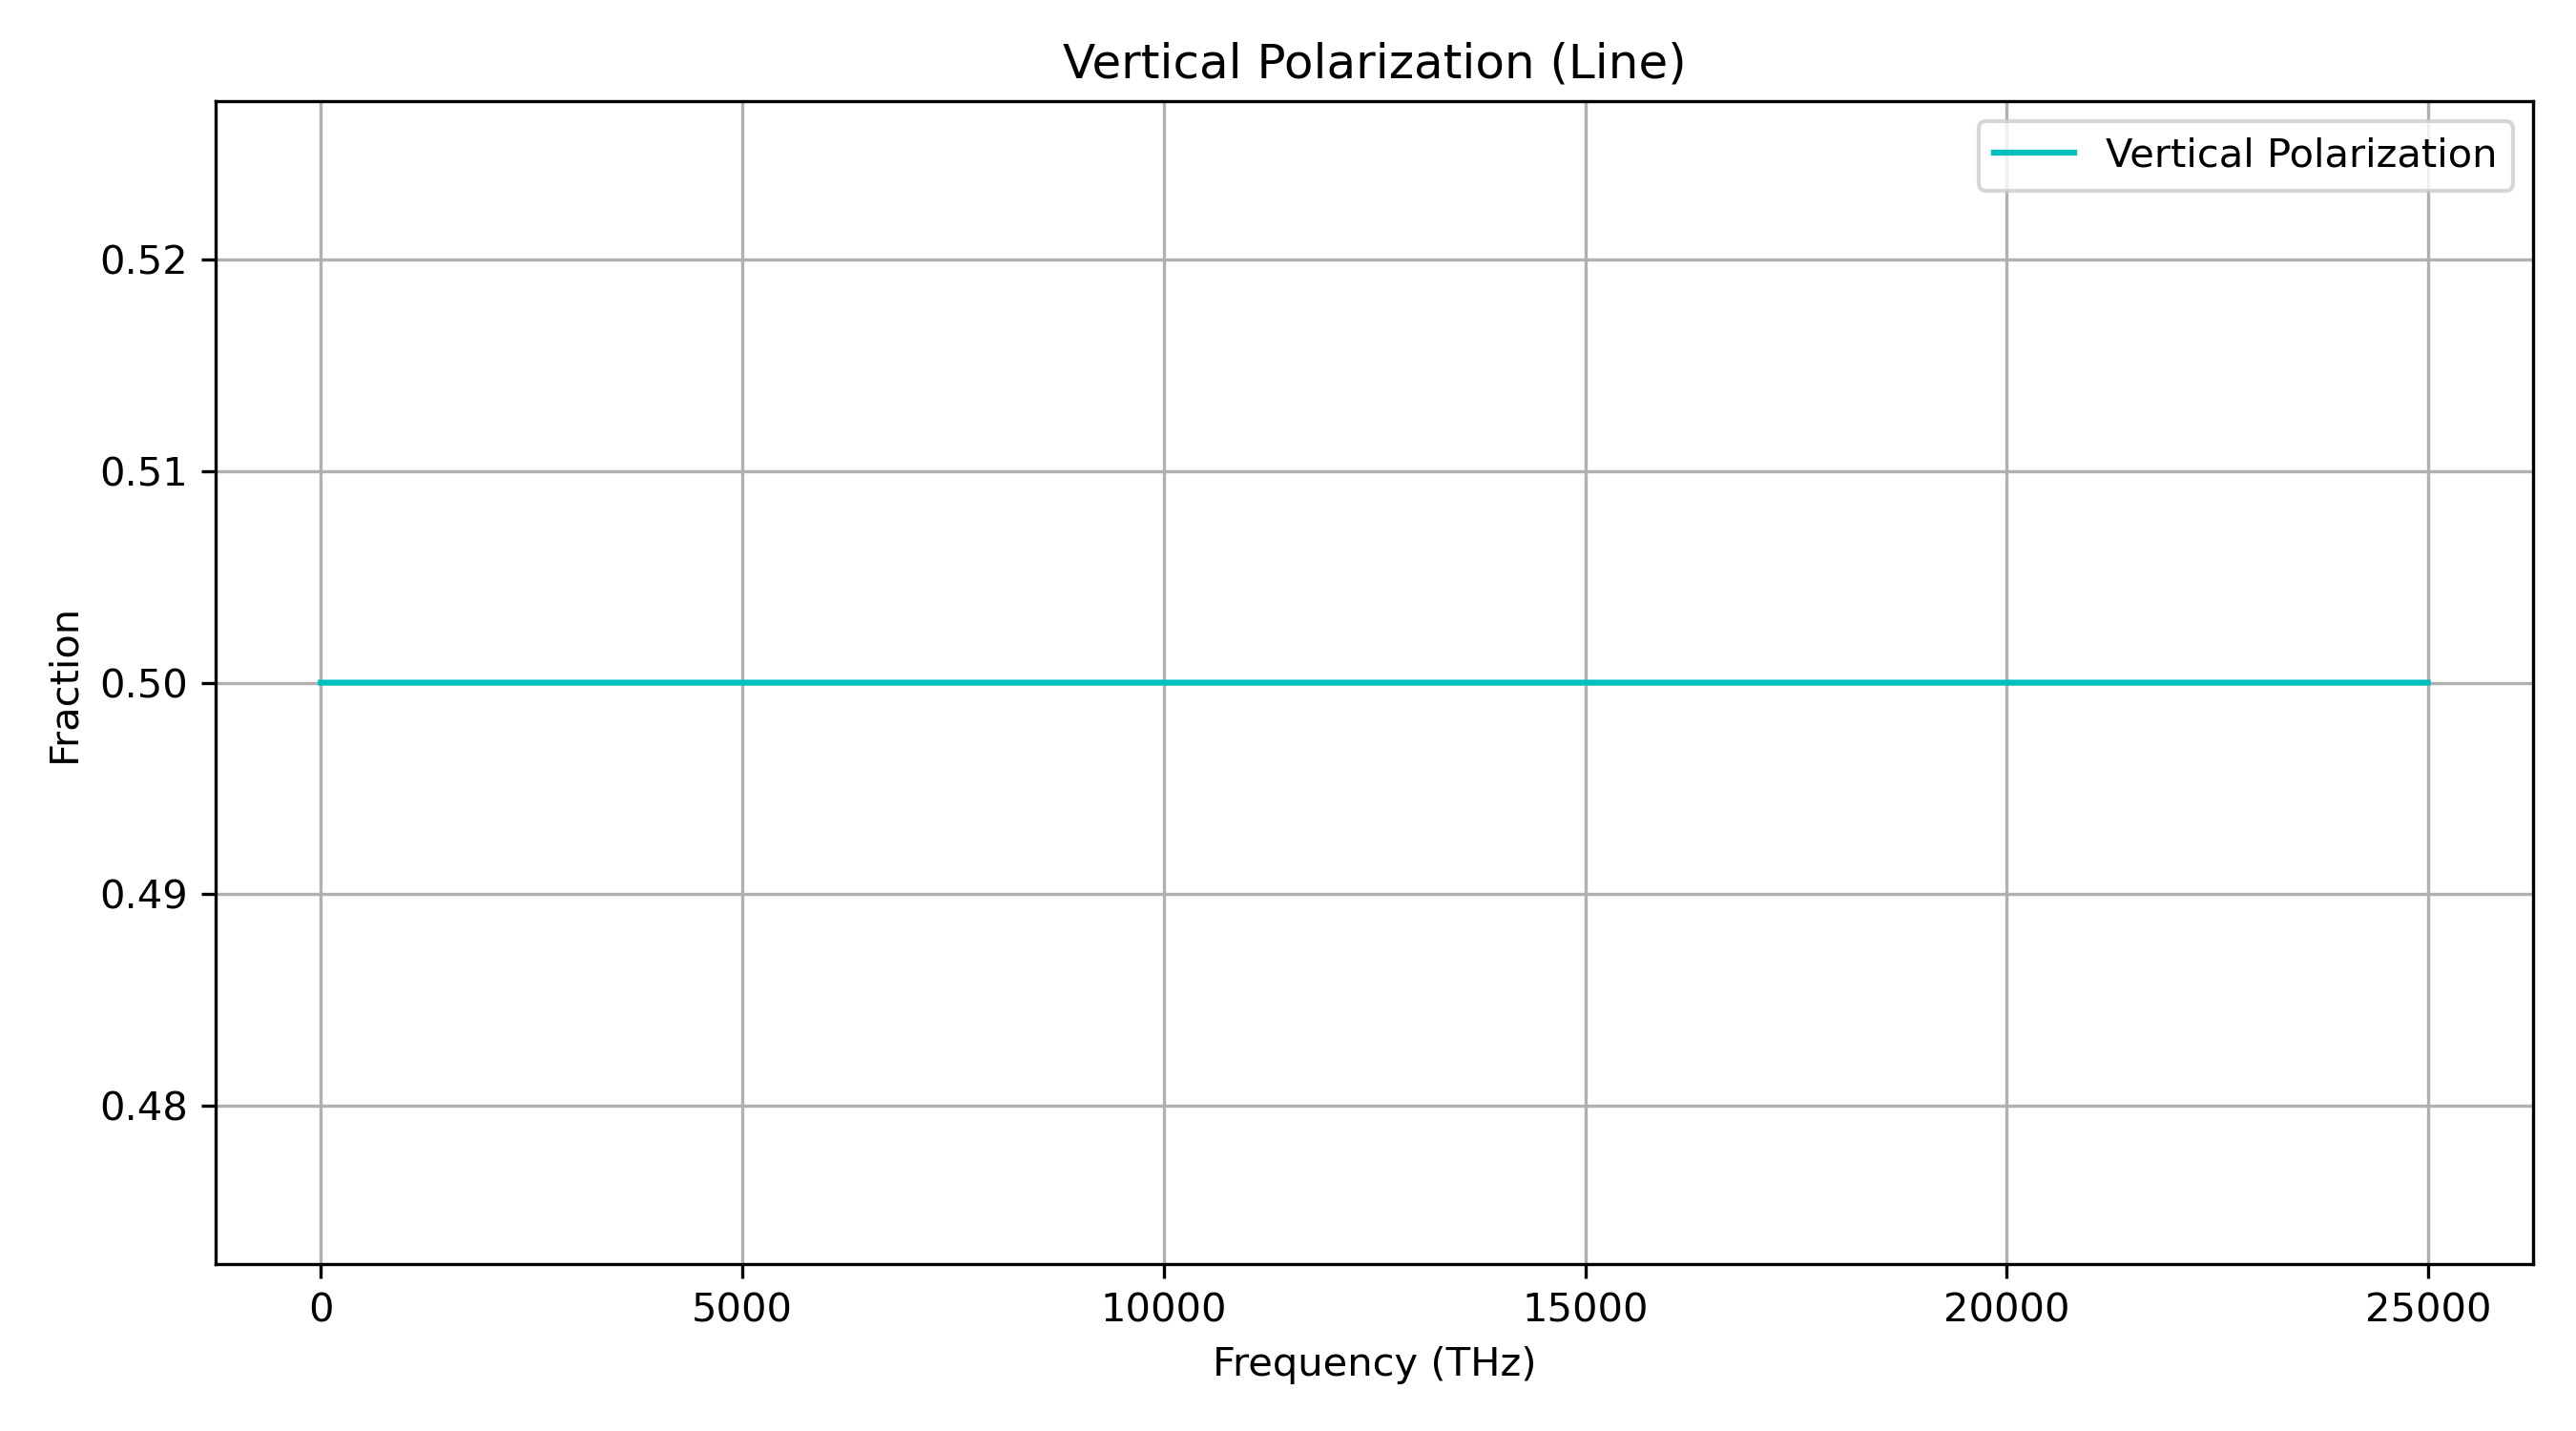 Vertical Polarization (Line)
Vertical Polarization
0.52
0.51
0.50
0.49
0.48
Fraction
0 5000 10000 15000 20000 25000
Frequency (THz)